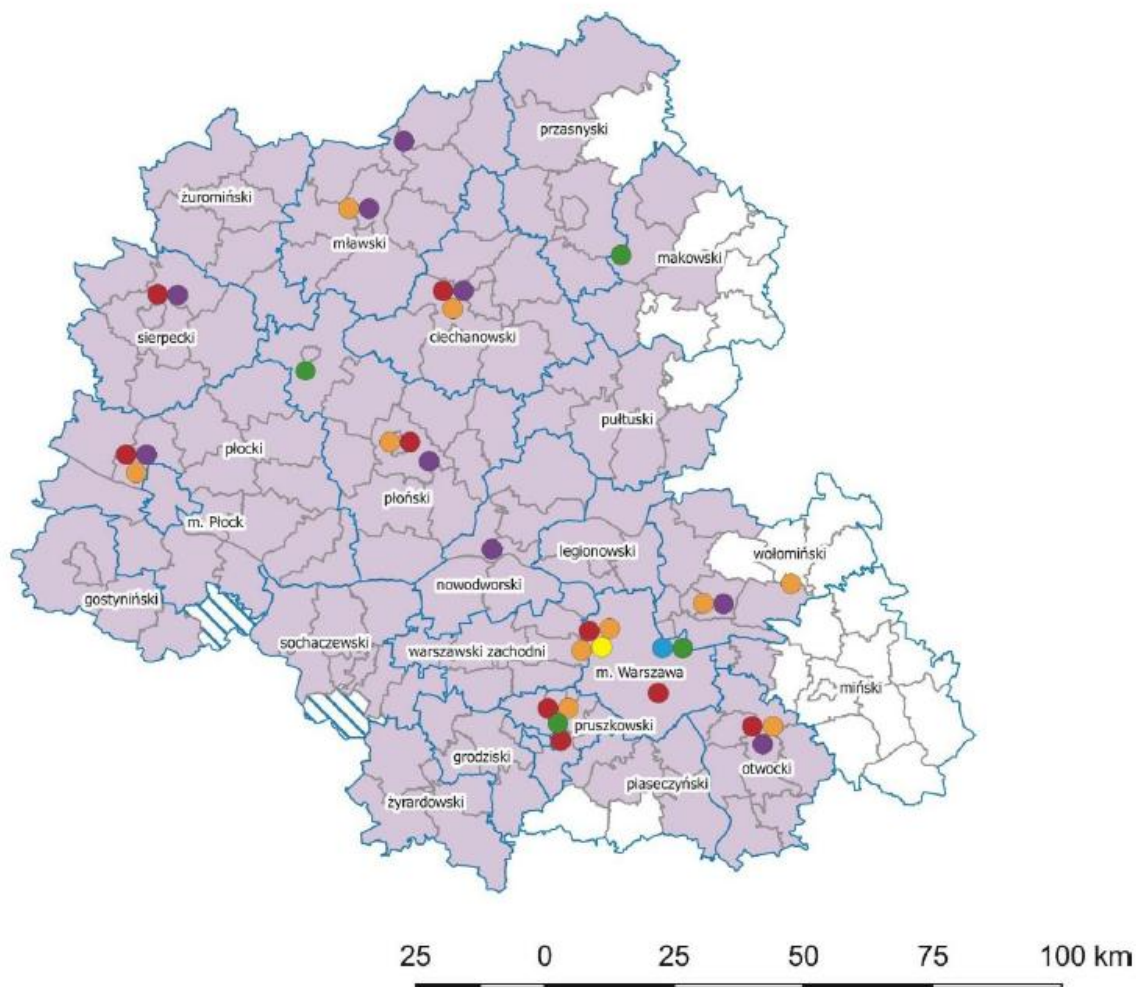 przasnyski
żuromiński
mławski
makowski
sierpecki
ciechanowski
pułtuski
płocki
płoński
m. Płock
legionowski
wołomiński
nowodworski
gostyniński
sochaczewski
warszawski zachodni
m. Warszawa
miński
pruszkowski
grodziski
otwocki
piaseczyński
żyrardowski
25 0 25 50 75 100 km